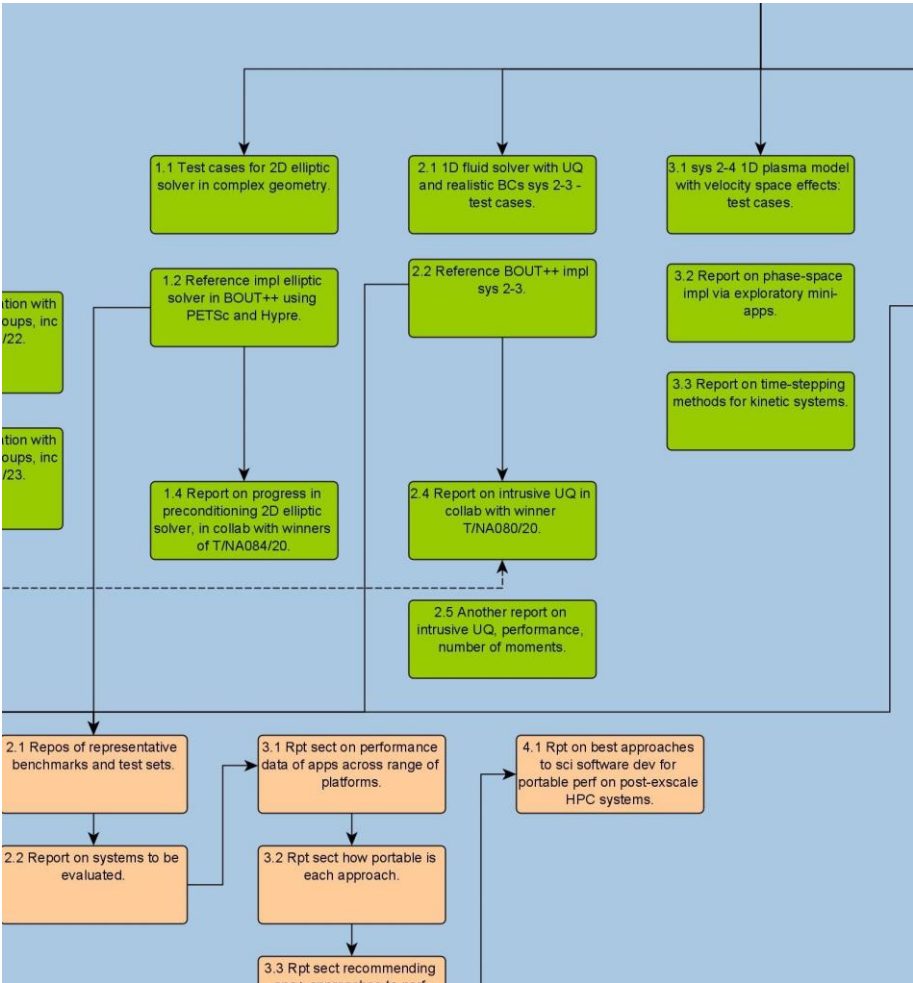 1.1 Test cases for 2D elliptic
solver in complex geometry.
2.1 1D fluid solver with UQ
and realistic BCs sys 2-3 -
test cases.
3.1 sys 2-4 1D plasma model
with velocity space effects:
test cases.
1.2 Reference impl elliptic
solver in BOUT++ using
PETSc and Hypre.
2.2 Reference BOUT++ impl
sys 2-3.
3.2 Report on phase-space
impl via exploratory mini-
apps.
ation with
oups, inc
/22.
3.3 Report on time-stepping
methods for kinetic systems.
ation with
oups, inc
/23.
1.4 Report on progress in
preconditioning 2D elliptic
solver, in collab with winners
of T/NA084/20.
2.4 Report on intrusive UQ in
collab with winner
T/NA080/20.
2.5 Another report on
intrusive UQ, performance,
number of moments.
2.1 Repos of representative
benchmarks and test sets.
3.1 Rpt sect on performance
data of apps across range of
platforms.
4.1 Rpt on best approaches
to sci software dev for
portable perf on post-exscale
HPC systems.
2.2 Report on systems to be
evaluated.
3.2 Rpt sect how portable is
each approach.
3.3 Rpt sect recommending